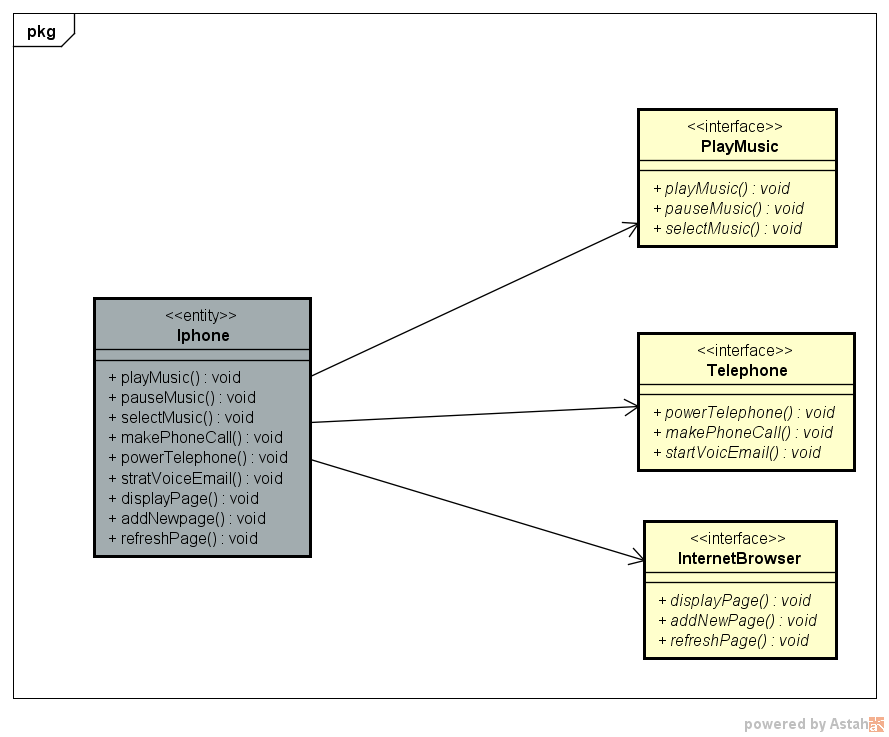 pkg
<<interface>>
PlayMusic
+ playMusic() : void
+ pauseMusic() : void
+ selectMusic() : void
<<entity>>
Iphone
+ playMusic() : void
+ pauseMusic() : void
+ selectMusic() : void
+ makePhoneCall() : void
+ powerTelephone() : void
+ stratVoiceEmail() : void
+ displayPage() : void
+ addNewpage() : void
+ refreshPage() : void
<<interface>>
Telephone
+ powerTelephone() : void
+ makePhoneCall() : void
+ startVoicEmail() : void
<<interface>>
InternetBrowser
+ displayPage() : void
+ addNewPage() : void
+ refreshPage() : void
powered by Astah